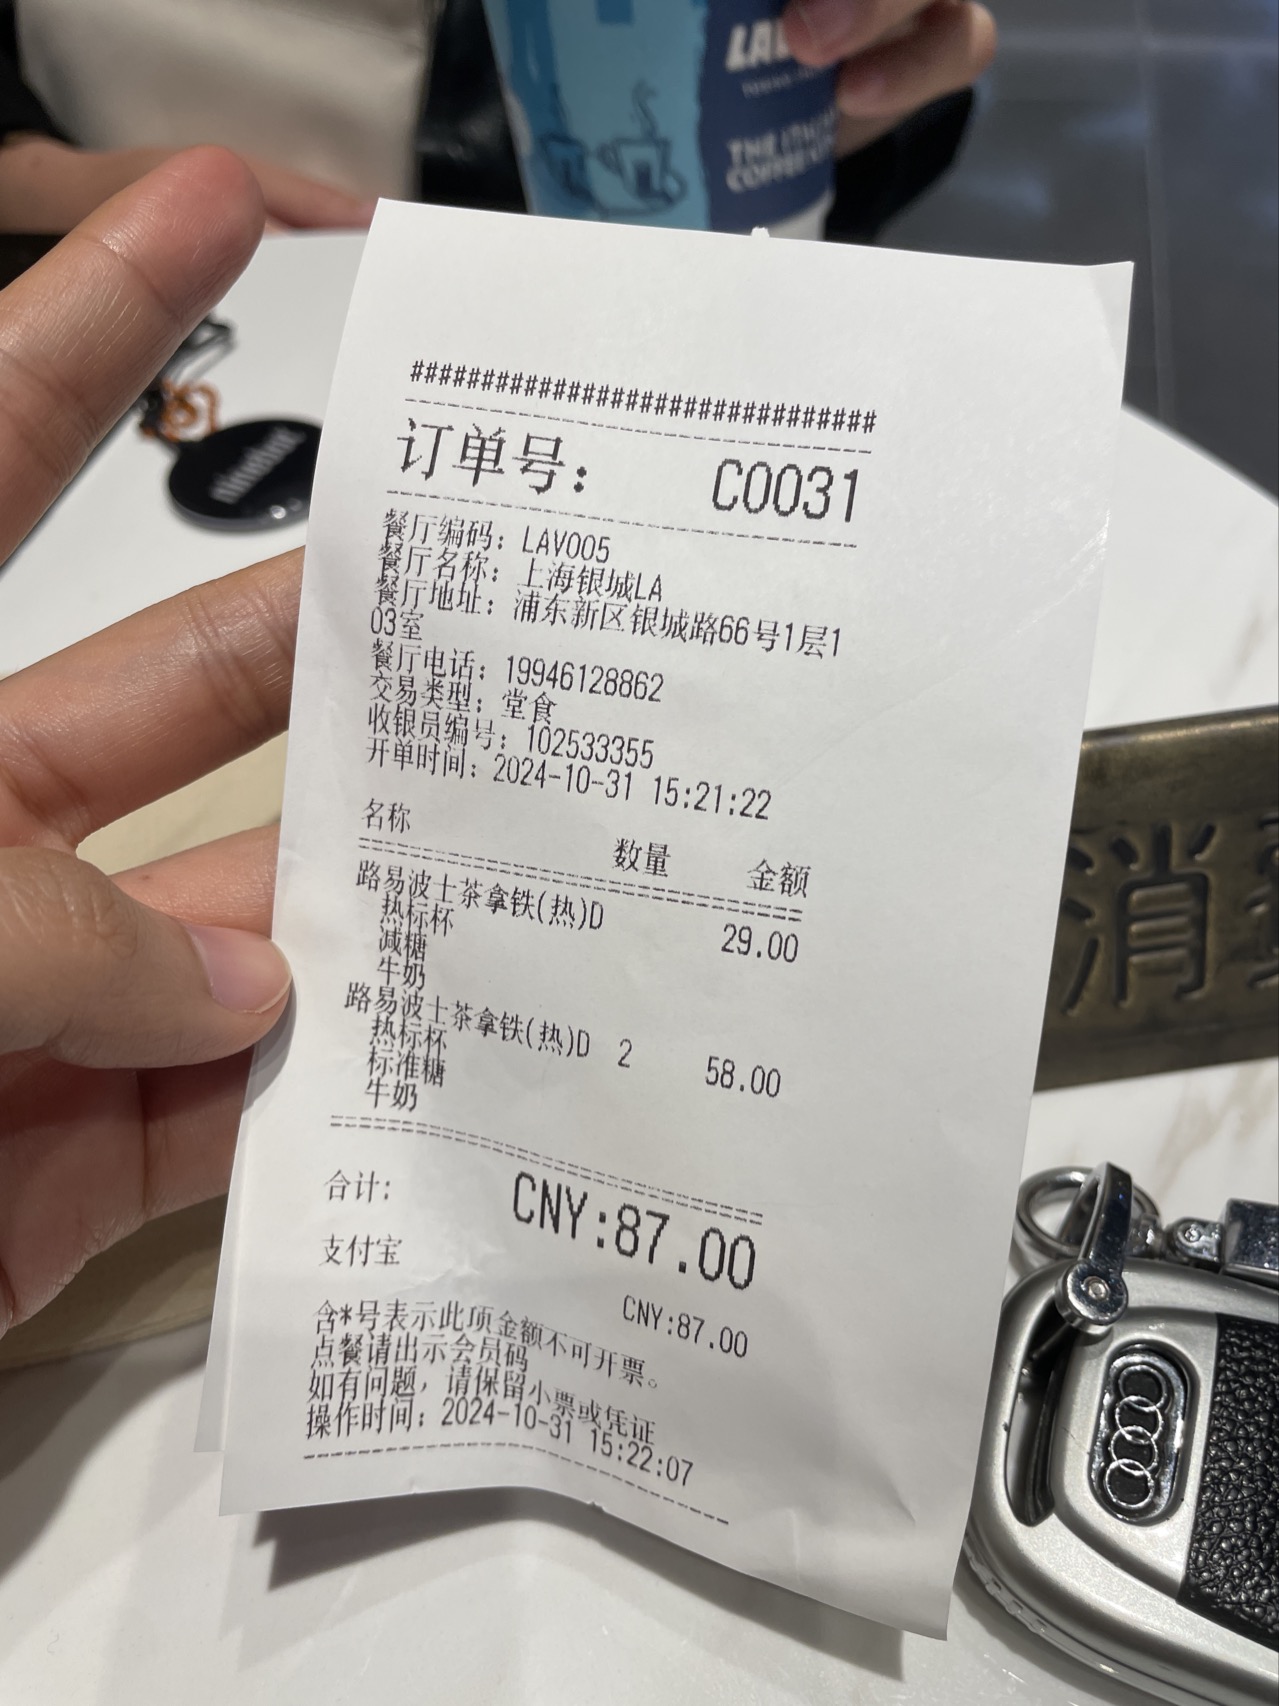 LAV
THE ITALIAN
COFFEE
################################
订单号： C0031
餐厅编码：LAV005
餐厅名称：上海银城LA
餐厅地址：浦东新区银城路66号1层1
03室
餐厅电话：19946128862
交易类型：堂食
收银员编号：102533355
开单时间：2024-10-31 15:21:22
名称 数量 金额
路易波士茶拿铁(热)D 29.00
热标杯
减糖
牛奶
路易波士茶拿铁(热)D 2 58.00
热标杯
标准糖
牛奶
合计: CNY:87.00
支付宝 CNY:87.00
含*号表示此项金额不可开票。
点餐请出示会员码
如有问题，请保留小票或凭证
操作时间：2024-10-31 15:22:07
消